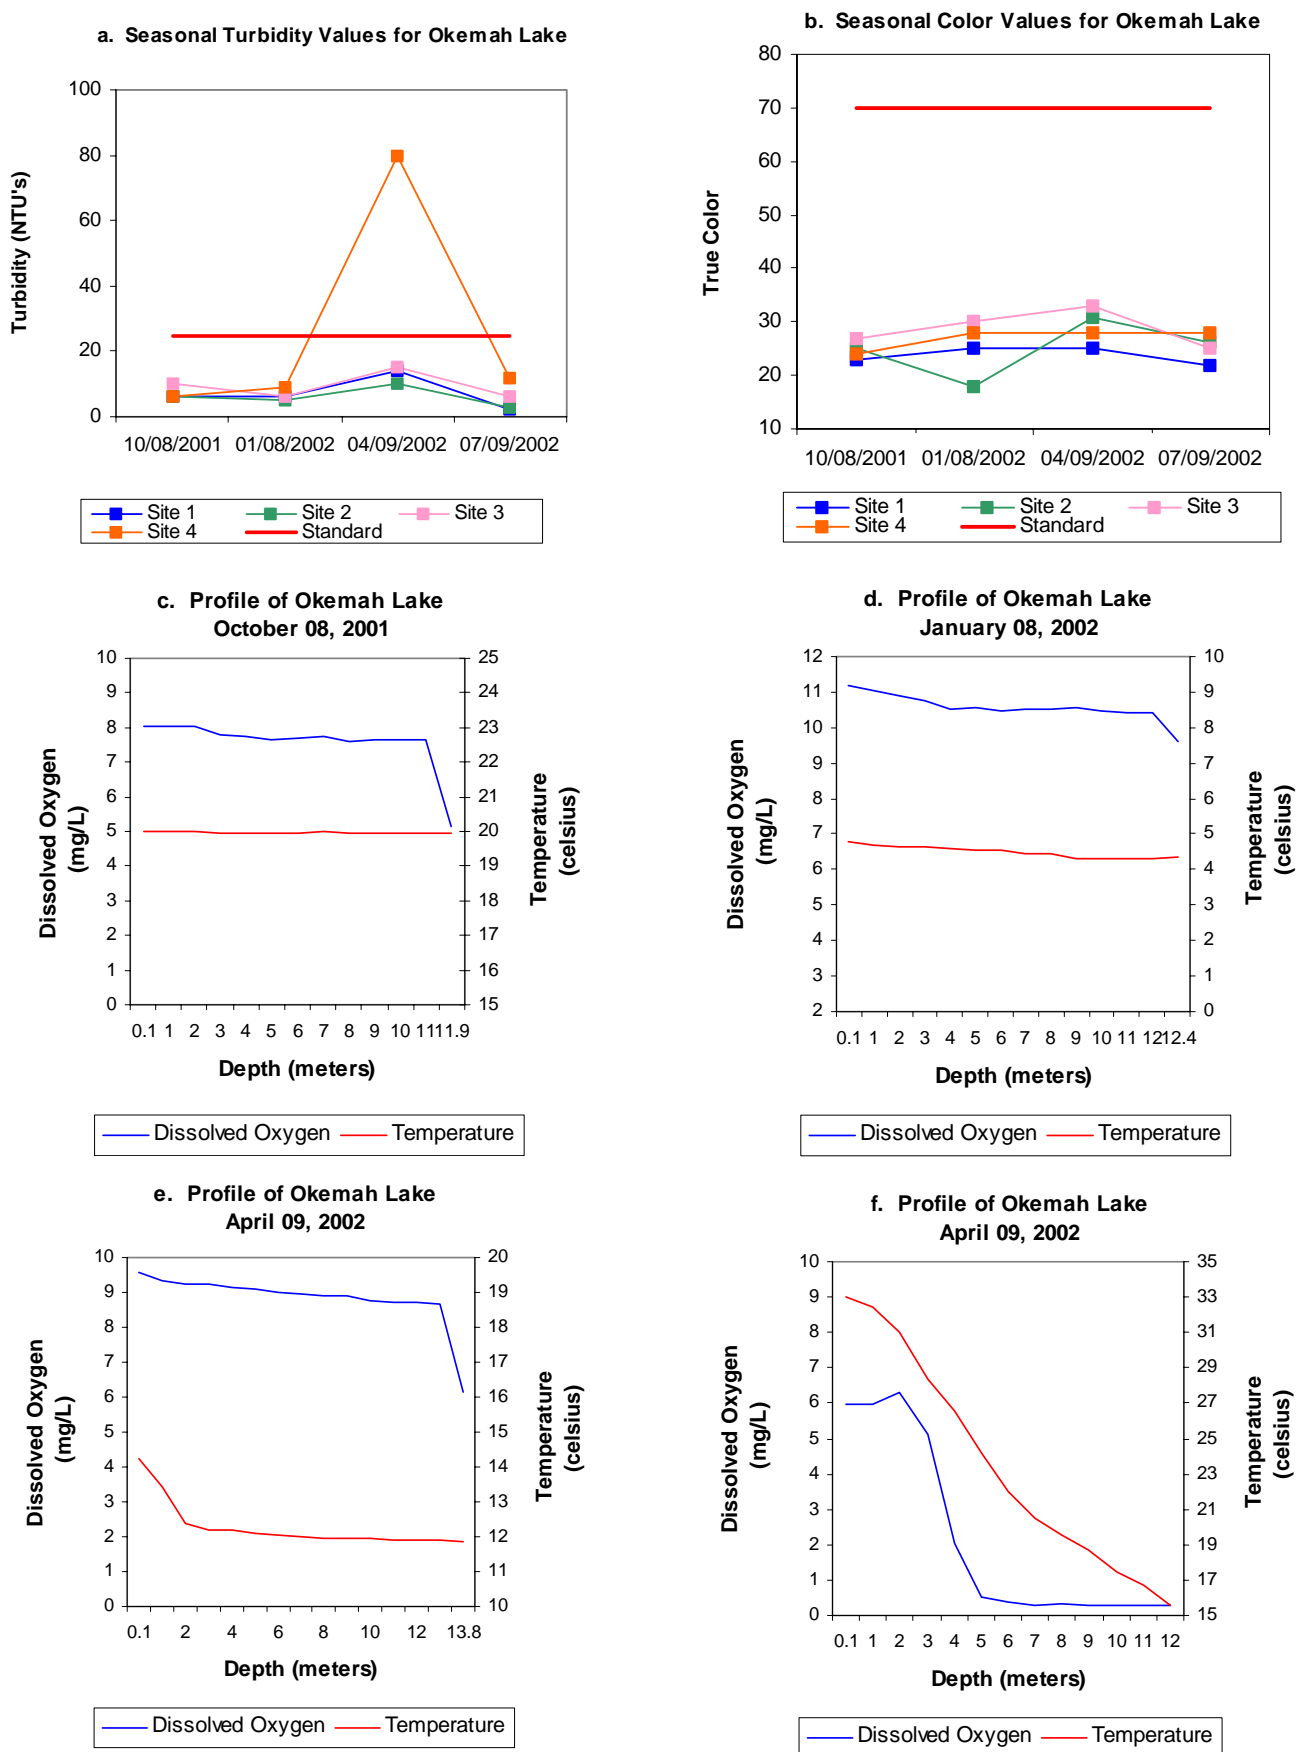 a. Seasonal Turbidity Values for Okemah Lake
100
80
60
40
20
0
Turbidity (NTU's)
10/08/2001 01/08/2002 04/09/2002 07/09/2002
Site 1 Site 2 Site 3
Site 4 Standard
b. Seasonal Color Values for Okemah Lake
80
70
60
50
40
30
20
10
True Color
10/08/2001 01/08/2002 04/09/2002 07/09/2002
Site 1 Site 2 Site 3
Site 4 Standard
c. Profile of Okemah Lake
October 08, 2001
10
9
8
7
6
5
4
3
2
1
0
Dissolved Oxygen
(mg/L)
25
24
23
22
21
20
19
18
17
16
15
Temperature
(celsius)
0.1 1 2 3 4 5 6 7 8 9 10 11 11.9
Depth (meters)
Dissolved Oxygen Temperature
d. Profile of Okemah Lake
January 08, 2002
12
11
10
9
8
7
6
5
4
3
2
Dissolved Oxygen
(mg/L)
10
9
8
7
6
5
4
3
2
1
0
Temperature
(celsius)
0.1 1 2 3 4 5 6 7 8 9 10 11 12 12.4
Depth (meters)
Dissolved Oxygen Temperature
e. Profile of Okemah Lake
April 09, 2002
10
9
8
7
6
5
4
3
2
1
0
Dissolved Oxygen
(mg/L)
20
19
18
17
16
15
14
13
12
11
10
Temperature
(celsius)
0.1 2 4 6 8 10 12 13.8
Depth (meters)
Dissolved Oxygen Temperature
f. Profile of Okemah Lake
April 09, 2002
10
9
8
7
6
5
4
3
2
1
0
Dissolved Oxygen
(mg/L)
35
33
31
29
27
25
23
21
19
17
15
Temperature
(celsius)
0.1 1 2 3 4 5 6 7 8 9 10 11 12
Depth (meters)
Dissolved Oxygen Temperature